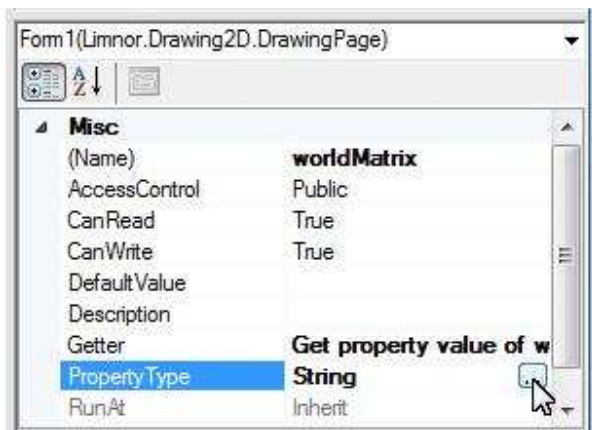 Form1(Limnor.Drawing2D.DrawingPage)
A
Z
Misc
(Name) worldMatrix
AccessControl Public
CanRead True
CanWrite True
DefaultValue
Description
Getter Get property value of w
PropertyType String ...
RunAt Inherit